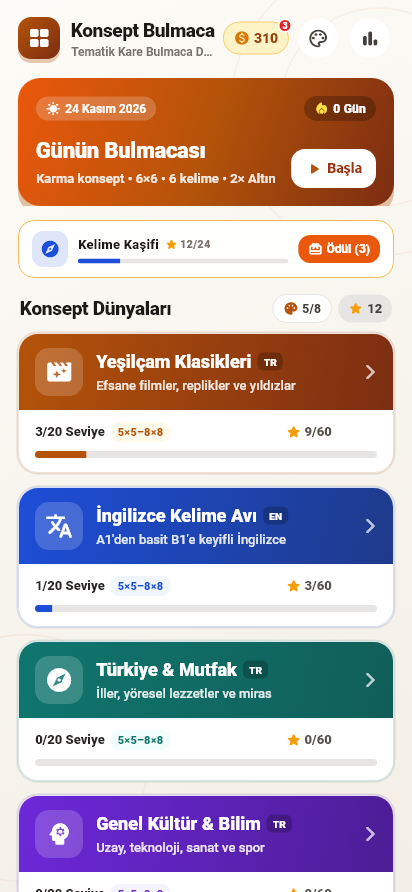 Konsept Bulmaca
Tematik Kare Bulmaca D...
310
3
24 Kasım 2026
0 Gün
Günün Bulmacası
Karma konsept • 6×6 • 6 kelime • 2× Altın
Başla
Kelime Kaşifi
12/24
Ödül (3)
Konsept Dünyaları
5/8
12
Yeşilçam Klasikleri TR
Efsane filmler, replikler ve yıldızlar
3/20 Seviye 5×5–8×8 9/60
İngilizce Kelime Avı EN
A1'den basit B1'e keyifli İngilizce
1/20 Seviye 5×5–8×8 3/60
Türkiye & Mutfak TR
İller, yöresel lezzetler ve miras
0/20 Seviye 5×5–8×8 0/60
Genel Kültür & Bilim TR
Uzay, teknoloji, sanat ve spor